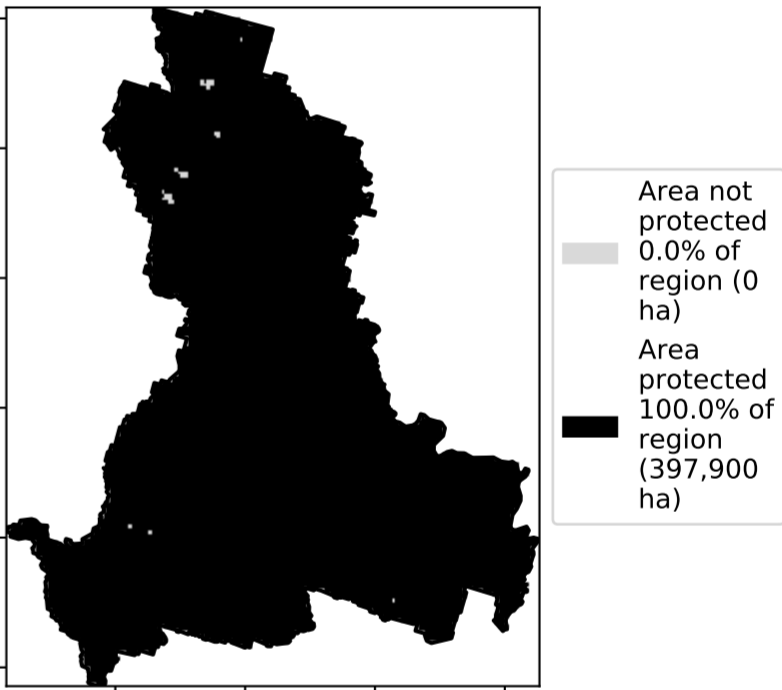 Area not
protected
0.0% of
region (0
ha)
Area
protected
100.0% of
region
(397,900
ha)